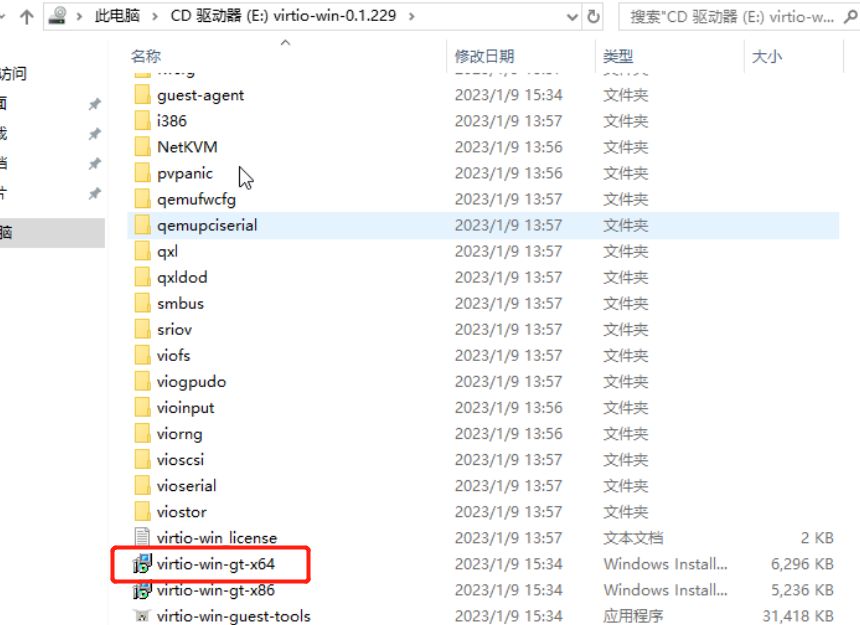 此电脑 > CD 驱动器 (E:) virtio-win-0.1.229 >
搜索"CD 驱动器 (E:) virtio-w...
名称 修改日期 类型 大小
访问
guest-agent 2023/1/9 15:34 文件夹
i386 2023/1/9 13:57 文件夹
NetKVM 2023/1/9 13:56 文件夹
pvpanic 2023/1/9 13:56 文件夹
qemufwcfg 2023/1/9 13:57 文件夹
qemupciserial 2023/1/9 13:57 文件夹
qxl 2023/1/9 13:57 文件夹
qxldod 2023/1/9 13:57 文件夹
smbus 2023/1/9 13:57 文件夹
sriov 2023/1/9 13:57 文件夹
viofs 2023/1/9 13:57 文件夹
viogpudo 2023/1/9 13:57 文件夹
vioinput 2023/1/9 13:56 文件夹
viorng 2023/1/9 13:56 文件夹
vioscsi 2023/1/9 13:57 文件夹
vioserial 2023/1/9 13:57 文件夹
viostor 2023/1/9 13:57 文件夹
virtio-win_license 2023/1/9 13:57 文本文档 2 KB
virtio-win-gt-x64 2023/1/9 15:34 Windows Install... 6,296 KB
virtio-win-gt-x86 2023/1/9 15:34 Windows Install... 5,236 KB
virtio-win-guest-tools 2023/1/9 15:34 应用程序 31,418 KB